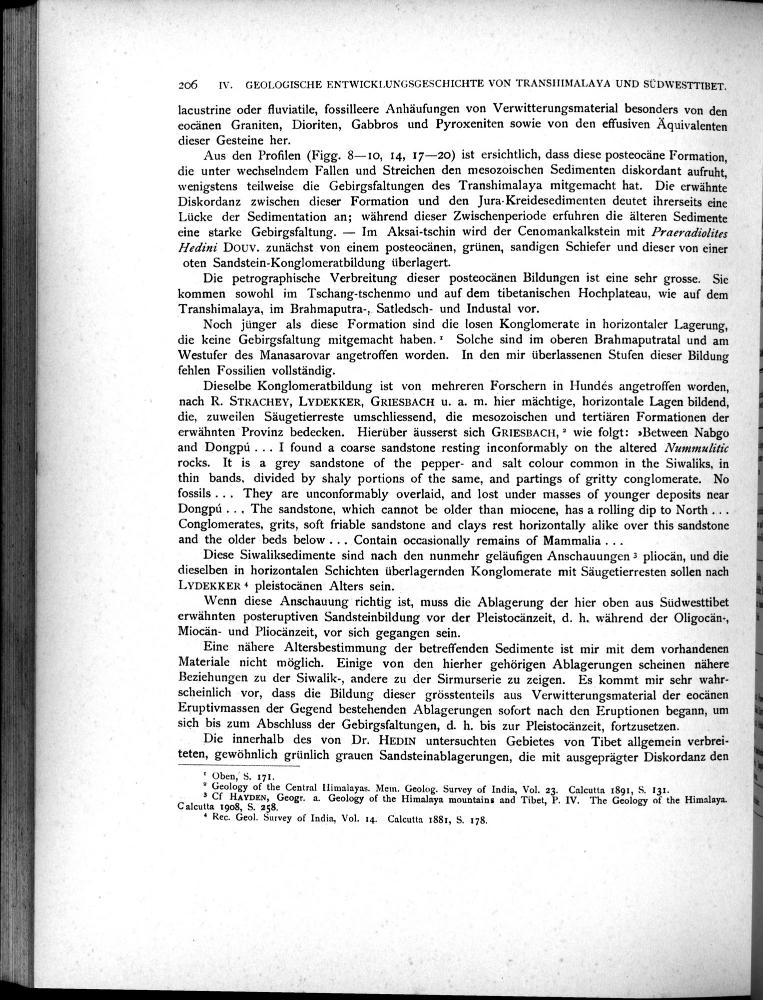 206 IV. GEOLOGISCHE ENTWICKLUNGSGESCHICHTE VON TRANSHIMALAYA UND SÜDWESTTIBET.
lacustrine oder fluviatile, fossilleere Anhäufungen von Verwitterungsmaterial besonders von den
eocänen Graniten, Dioriten, Gabbros und Pyroxeniten sowie von den effusiven Äquivalenten
dieser Gesteine her.
Aus den Profilen (Figg. 8—10, 14, 17—20) ist ersichtlich, dass diese posteocäne Formation,
die unter wechselndem Fallen und Streichen den mesozoischen Sedimenten diskordant aufruht,
wenigstens teilweise die Gebirgsfaltungen des Transhimalaya mitgemacht hat. Die erwähnte
Diskordanz zwischen dieser Formation und den Jura-Kreidesedimenten deutet ihrerseits eine
Lücke der Sedimentation an; während dieser Zwischenperiode erfuhren die älteren Sedimente
eine starke Gebirgsfaltung. — Im Aksai-tschin wird der Cenomankalkstein mit Praeradiolites
Hedini DOUV. zunächst von einem posteocänen, grünen, sandigen Schiefer und dieser von einer
oten Sandstein-Konglomeratbildung überlagert.
Die petrographische Verbreitung dieser posteocänen Bildungen ist eine sehr grosse. Sie
kommen sowohl im Tschang-tschenmo und auf dem tibetanischen Hochplateau, wie auf dem
Transhimalaya, im Brahmaputra-, Satledsch- und Industal vor.
Noch jünger als diese Formation sind die losen Konglomerate in horizontaler Lagerung,
die keine Gebirgsfaltung mitgemacht haben. ¹ Solche sind im oberen Brahmaputratal und am
Westufer des Manasarovar angetroffen worden. In den mir überlassenen Stufen dieser Bildung
fehlen Fossilien vollständig.
Dieselbe Konglomeratbildung ist von mehreren Forschern in Hundés angetroffen worden,
nach R. STRACHEY, LYDEKKER, GRIESBACH u. a. m. hier mächtige, horizontale Lagen bildend,
die, zuweilen Säugetierreste umschliessend, die mesozoischen und tertiären Formationen der
erwähnten Provinz bedecken. Hierüber äusserst sich GRIESBACH, ² wie folgt: »Between Nabgo
and Dongpú . . . I found a coarse sandstone resting inconformably on the altered Nummulitic
rocks. It is a grey sandstone of the pepper- and salt colour common in the Siwaliks, in
thin bands, divided by shaly portions of the same, and partings of gritty conglomerate. No
fossils . . . They are unconformably overlaid, and lost under masses of younger deposits near
Dongpú . . . The sandstone, which cannot be older than miocene, has a rolling dip to North . . .
Conglomerates, grits, soft friable sandstone and clays rest horizontally alike over this sandstone
and the older beds below . . . Contain occasionally remains of Mammalia . . .
Diese Siwaliksedimente sind nach den nunmehr geläufigen Anschauungen ³ pliocän, und die
dieselben in horizontalen Schichten überlagernden Konglomerate mit Säugetierresten sollen nach
LYDEKKER ⁴ pleistocänen Alters sein.
Wenn diese Anschauung richtig ist, muss die Ablagerung der hier oben aus Südwesttibet
erwähnten posteruptiven Sandsteinbildung vor der Pleistocänzeit, d. h. während der Oligocän-,
Miocän- und Pliocänzeit, vor sich gegangen sein.
Eine nähere Altersbestimmung der betreffenden Sedimente ist mir mit dem vorhandenen
Materiale nicht möglich. Einige von den hierher gehörigen Ablagerungen scheinen nähere
Beziehungen zu der Siwalik-, andere zu der Sirmurserie zu zeigen. Es kommt mir sehr wahr-
scheinlich vor, dass die Bildung dieser grösstenteils aus Verwitterungsmaterial der eocänen
Eruptivmassen der Gegend bestehenden Ablagerungen sofort nach den Eruptionen begann, um
sich bis zum Abschluss der Gebirgsfaltungen, d. h. bis zur Pleistocänzeit, fortzusetzen.
Die innerhalb des von Dr. HEDIN untersuchten Gebietes von Tibet allgemein verbrei-
teten, gewöhnlich grünlich grauen Sandsteinablagerungen, die mit ausgeprägter Diskordanz den
¹ Oben, S. 171.
² Geology of the Central Himalayas. Mem. Geolog. Survey of India, Vol. 23. Calcutta 1891, S. 131.
³ Cf HAYDEN, Geogr. a. Geology of the Himalaya mountains and Tibet, P. IV. The Geology of the Himalaya.
Calcutta 1908, S. 258.
⁴ Rec. Geol. Survey of India, Vol. 14. Calcutta 1881, S. 178.